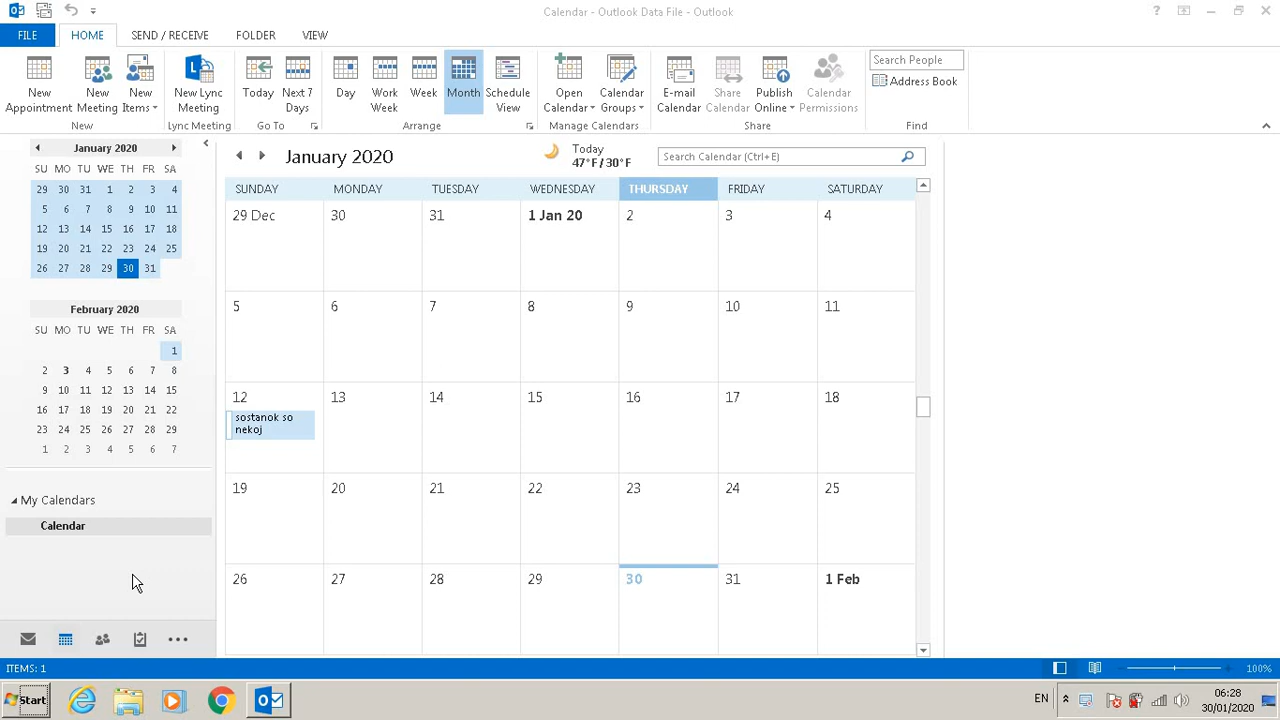 Calendar - Outlook Data File - Outlook
FILE
HOME
SEND / RECEIVE
FOLDER
VIEW
New Appointment
New Meeting
New Items
New
New Lync Meeting
Lync Meeting
Today
Next 7 Days
Go To
Day
Work Week
Week
Month
Schedule View
Arrange
Open Calendar
Calendar Groups
Manage Calendars
E-mail Calendar
Share Calendar
Publish Online
Calendar Permissions
Share
Search People
Address Book
Find
January 2020
SU MO TU WE TH FR SA
29 30 31 1 2 3 4
5 6 7 8 9 10 11
12 13 14 15 16 17 18
19 20 21 22 23 24 25
26 27 28 29 30 31
February 2020
SU MO TU WE TH FR SA
1
2 3 4 5 6 7 8
9 10 11 12 13 14 15
16 17 18 19 20 21 22
23 24 25 26 27 28 29
1 2 3 4 5 6 7
My Calendars
Calendar
January 2020
Today
47°F / 30°F
Search Calendar (Ctrl+E)
SUNDAY MONDAY TUESDAY WEDNESDAY THURSDAY FRIDAY SATURDAY
29 Dec 30 31 1 Jan 20 2 3 4
5 6 7 8 9 10 11
12 13 14 15 16 17 18
sostanok so
nekoj
19 20 21 22 23 24 25
26 27 28 29 30 31 1 Feb
ITEMS: 1
100%
Start
EN
06:28
30/01/2020